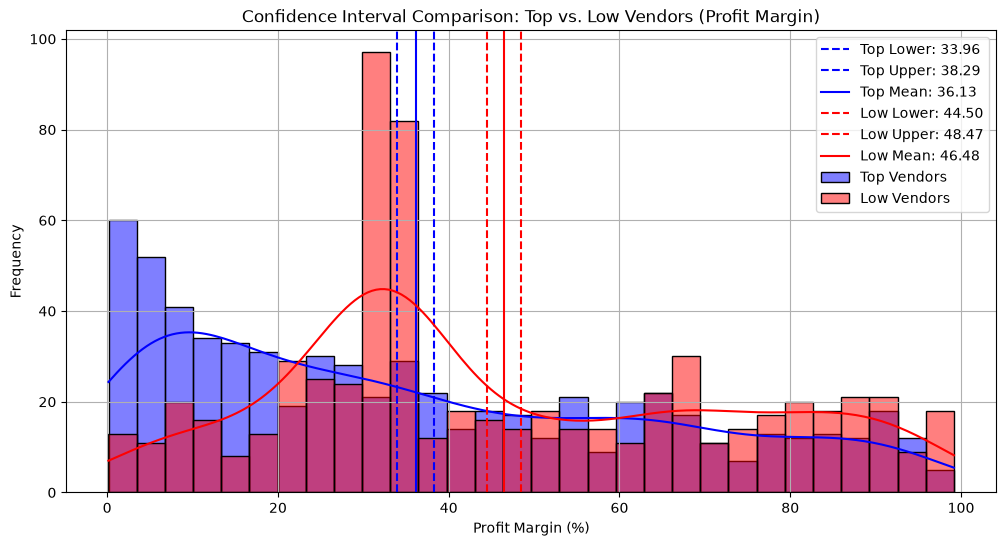 Confidence Interval Comparison: Top vs. Low Vendors (Profit Margin)
Top Lower: 33.96
Top Upper: 38.29
Top Mean: 36.13
Low Lower: 44.50
Low Upper: 48.47
Low Mean: 46.48
Top Vendors
Low Vendors
Frequency
100
80
60
40
20
0
0 20 40 60 80 100
Profit Margin (%)